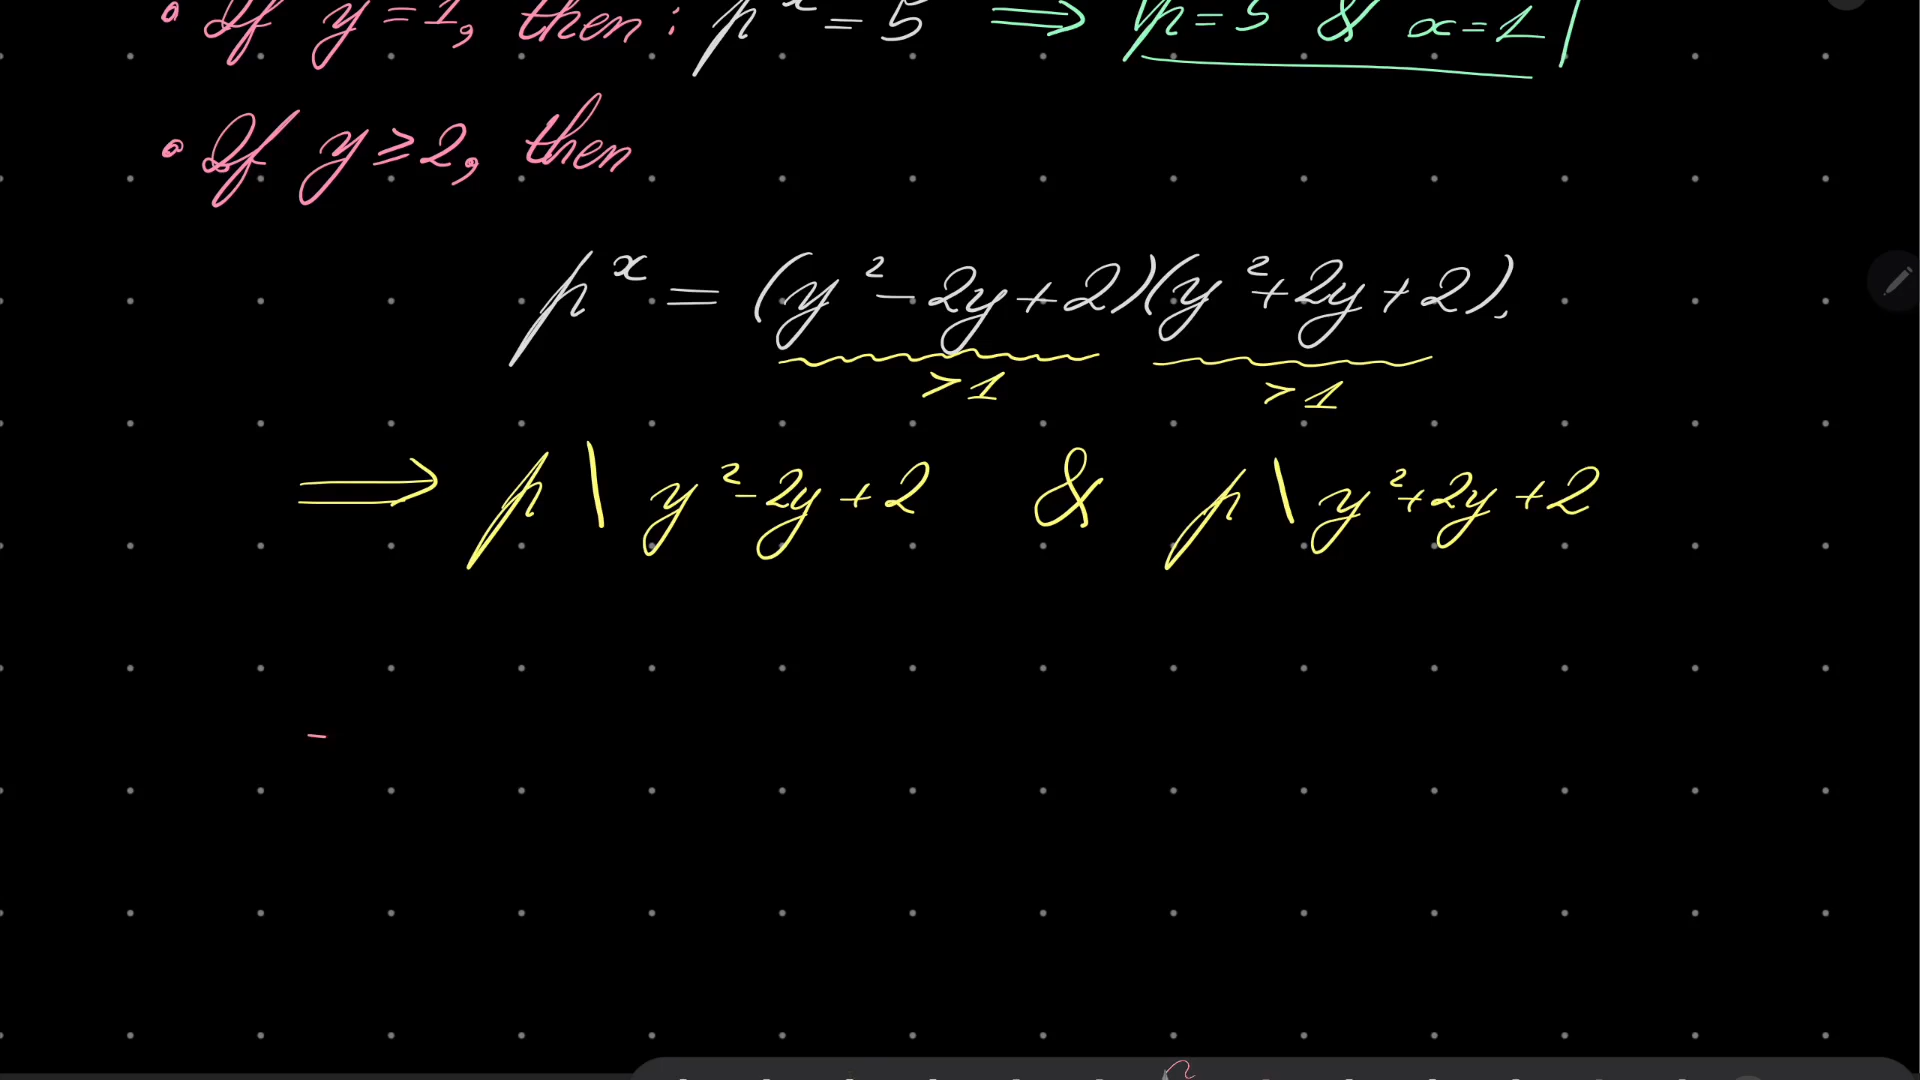 • If y=1, then: p^x = 5 ⟹ p=5 & x=1
• If y≥2, then
p^x = (y²-2y+2)(y²+2y+2),
>1 >1
⟹ p \ y²-2y+2 & p \ y²+2y+2
-